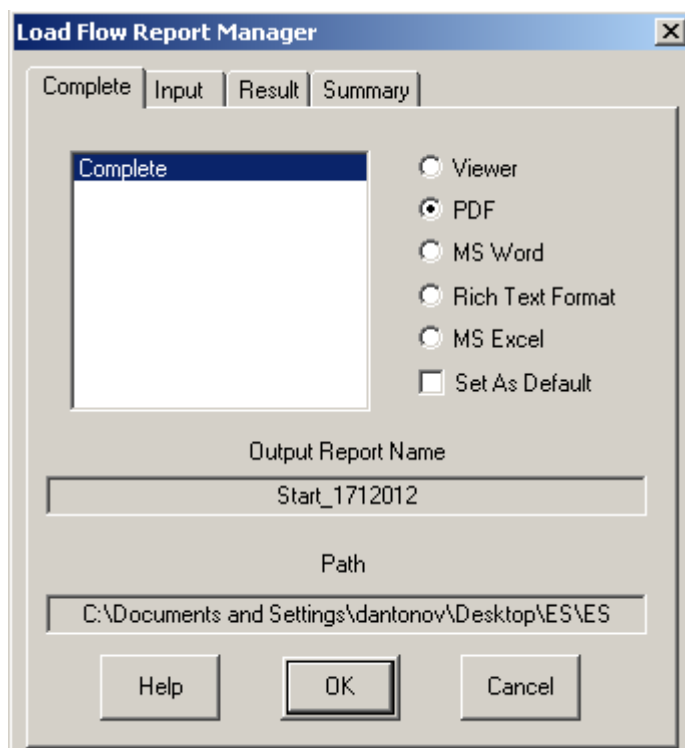 Load Flow Report Manager
Complete Input Result Summary
Complete
Viewer
PDF
MS Word
Rich Text Format
MS Excel
Set As Default
Output Report Name
Start_1712012
Path
C:\Documents and Settings\dantonov\Desktop\ES\ES
Help OK Cancel